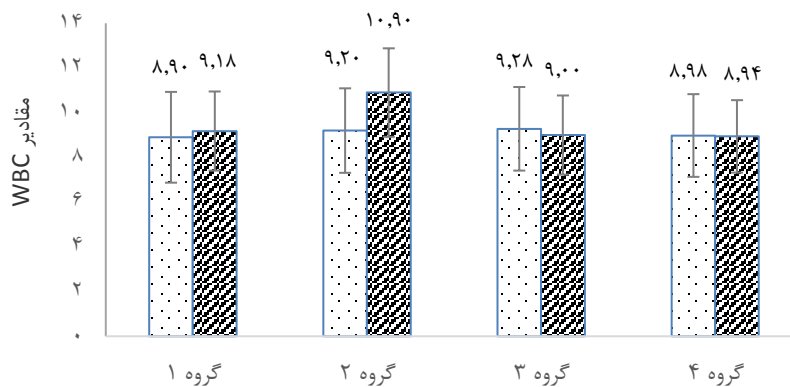 مقادیر WBC
۱۴
۱۲
۱۰
۸
۶
۴
۲
۰
۸,۹۰ ۹,۱۸ ۹,۲۰ ۱۰,۹۰ ۹,۲۸ ۹,۰۰ ۸,۹۸ ۸,۹۴
گروه ۱ گروه ۲ گروه ۳ گروه ۴